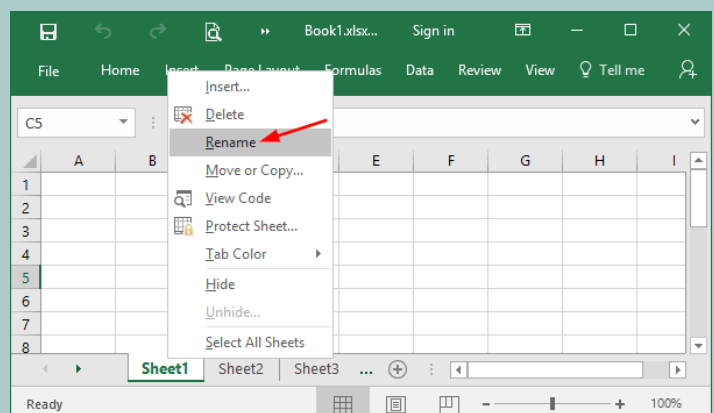 Book1.xlsx... Sign in
File Home Insert Page Layout Formulas Data Review View Tell me
Insert...
C5
Delete
Rename
A B E F G H I
Move or Copy...
1
View Code
2
Protect Sheet...
3
Tab Color
4
5
Hide
6
Unhide...
7
Select All Sheets
8
Sheet1 Sheet2 Sheet3 ...
Ready 100%